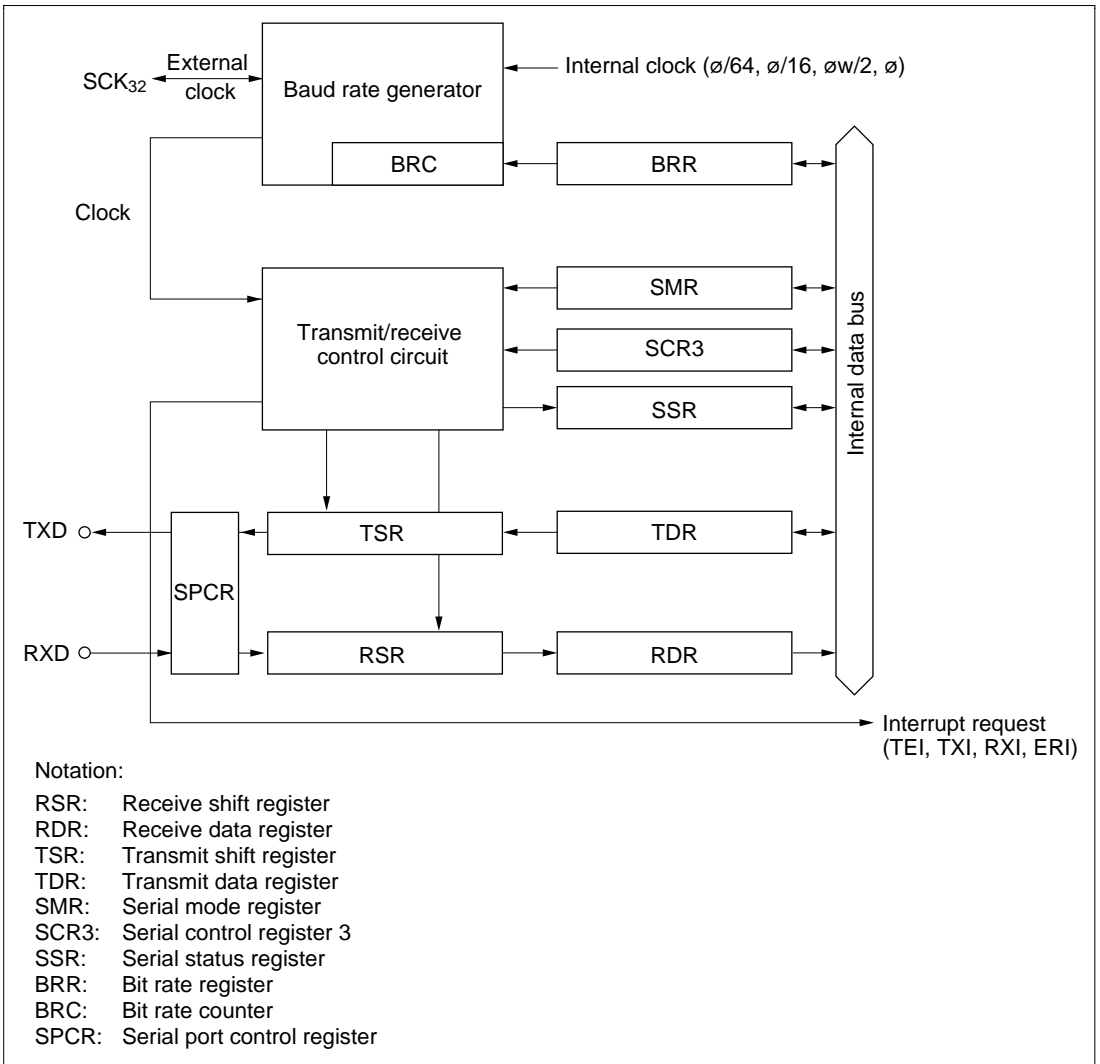 External
clock
SCK32
Baud rate generator
Internal clock (ø/64, ø/16, øw/2, ø)
BRC
BRR
Clock
Transmit/receive
control circuit
SMR
SCR3
SSR
Internal data bus
TXD
TSR
TDR
SPCR
RXD
RSR
RDR
Interrupt request
(TEI, TXI, RXI, ERI)
Notation:
RSR: Receive shift register
RDR: Receive data register
TSR: Transmit shift register
TDR: Transmit data register
SMR: Serial mode register
SCR3: Serial control register 3
SSR: Serial status register
BRR: Bit rate register
BRC: Bit rate counter
SPCR: Serial port control register